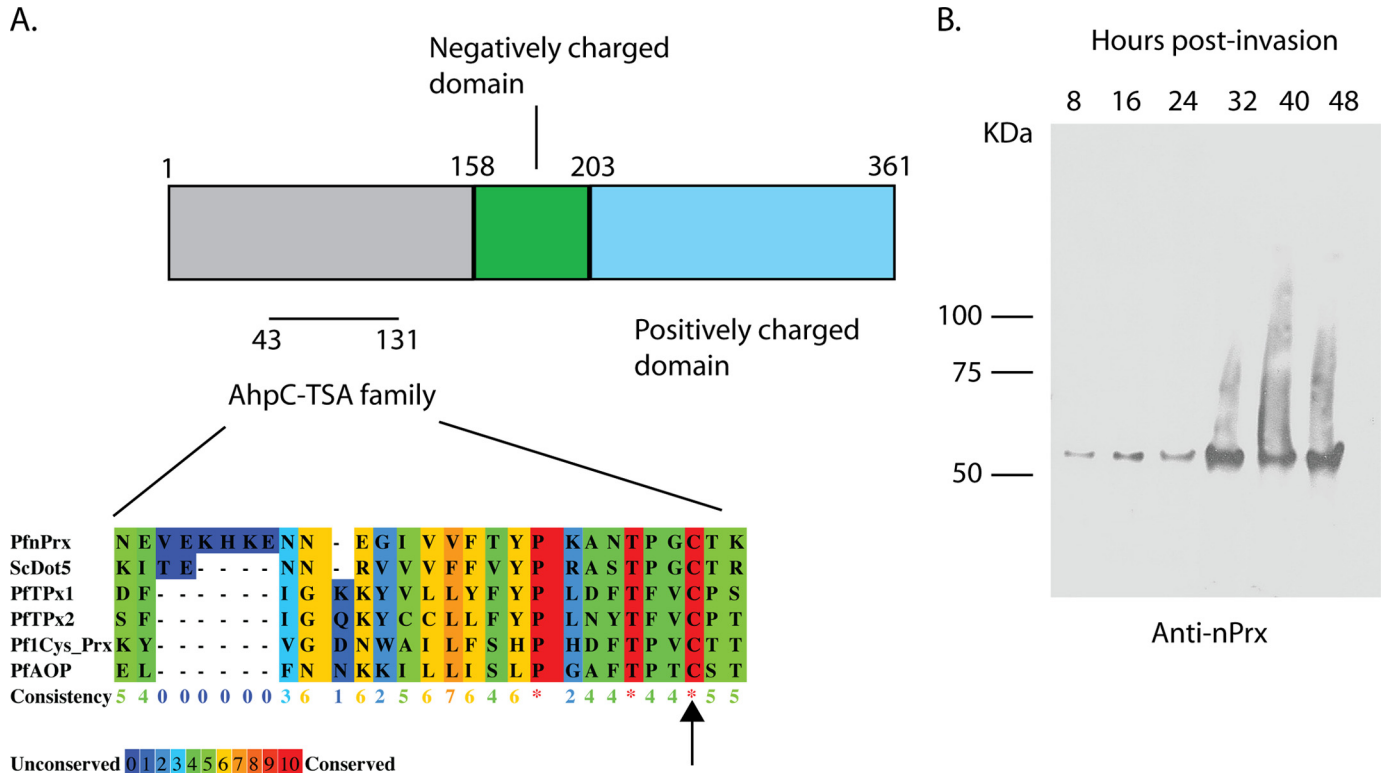 A.
Negatively charged
domain
1 158 203 361
43 131
Positively charged
domain
AhpC-TSA family
PfnPrx N E V E K H K E N N - E G I V V F T Y P K A N T P G C T K
ScDot5 K I T E - - - - N N - R V V V F F V Y P R A S T P G C T R
PfTPx1 D F - - - - - - I G K K Y V L L Y F Y P L D F T F V C P S
PfTPx2 S F - - - - - - I G Q K Y C C L L F Y P L N Y T F V C P T
Pf1Cys_Prx K Y - - - - - - V G D N W A I L F S H P H D F T P V C T T
PfAOP E L - - - - - - F N N K K I L L I S L P G A F T P T C S T
Consistency 5 4 0 0 0 0 0 0 3 6 1 6 2 5 6 7 6 4 6 * 2 4 4 * 4 4 * 5 5
Unconserved 0 1 2 3 4 5 6 7 8 9 10 Conserved
B.
Hours post-invasion
8 16 24 32 40 48
KDa
100
75
50
Anti-nPrx